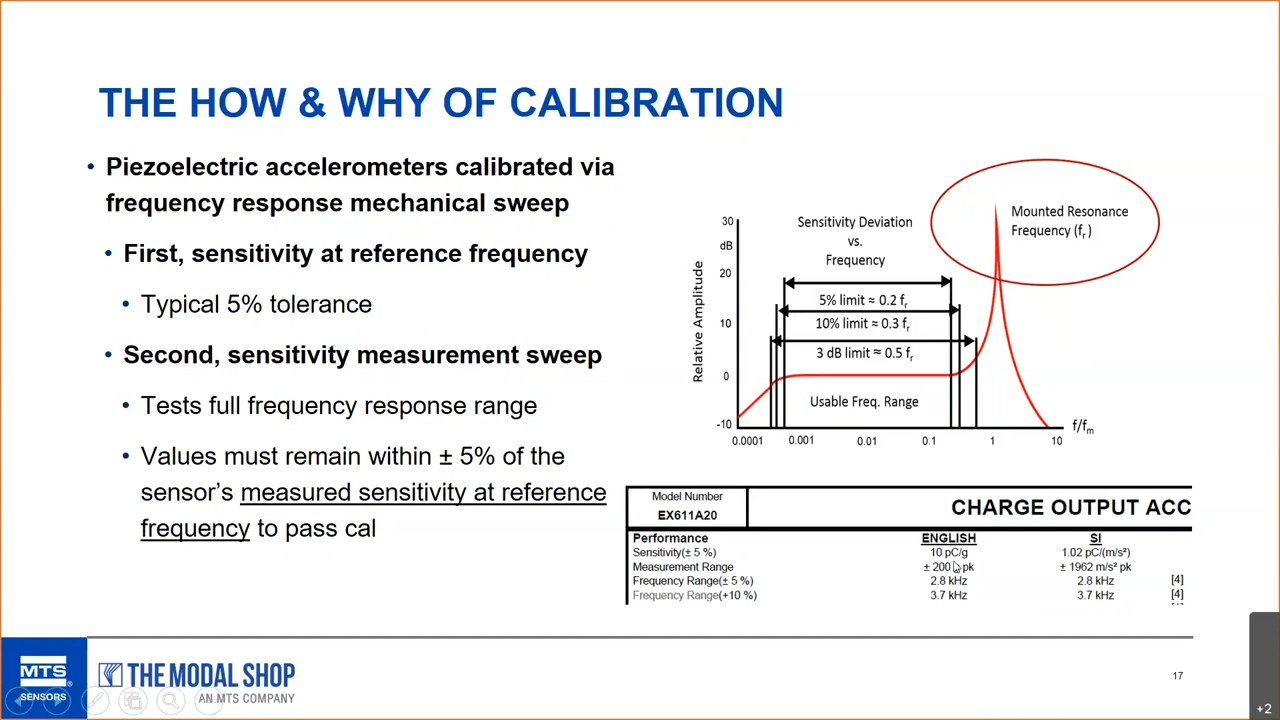 THE HOW & WHY OF CALIBRATION
• Piezoelectric accelerometers calibrated via
frequency response mechanical sweep
• First, sensitivity at reference frequency
• Typical 5% tolerance
• Second, sensitivity measurement sweep
• Tests full frequency response range
• Values must remain within ± 5% of the
sensor's measured sensitivity at reference
frequency to pass cal
Sensitivity Deviation
vs.
Frequency
Mounted Resonance
Frequency (fr)
Relative Amplitude
30
dB
20
10
0
-10
5% limit ≈ 0.2 fr
10% limit ≈ 0.3 fr
3 dB limit ≈ 0.5 fr
Usable Freq. Range
0.0001 0.001 0.01 0.1 1 10
f/fm
Model Number
EX611A20
CHARGE OUTPUT ACC
Performance ENGLISH SI
Sensitivity(± 5 %) 10 pC/g 1.02 pC/(m/s²)
Measurement Range ± 200 pk ± 1962 m/s² pk
Frequency Range(± 5 %) 2.8 kHz 2.8 kHz [4]
Frequency Range(+10 %) 3.7 kHz 3.7 kHz [4]
MTS®
SENSORS
THE MODAL SHOP
AN MTS COMPANY
17
+2